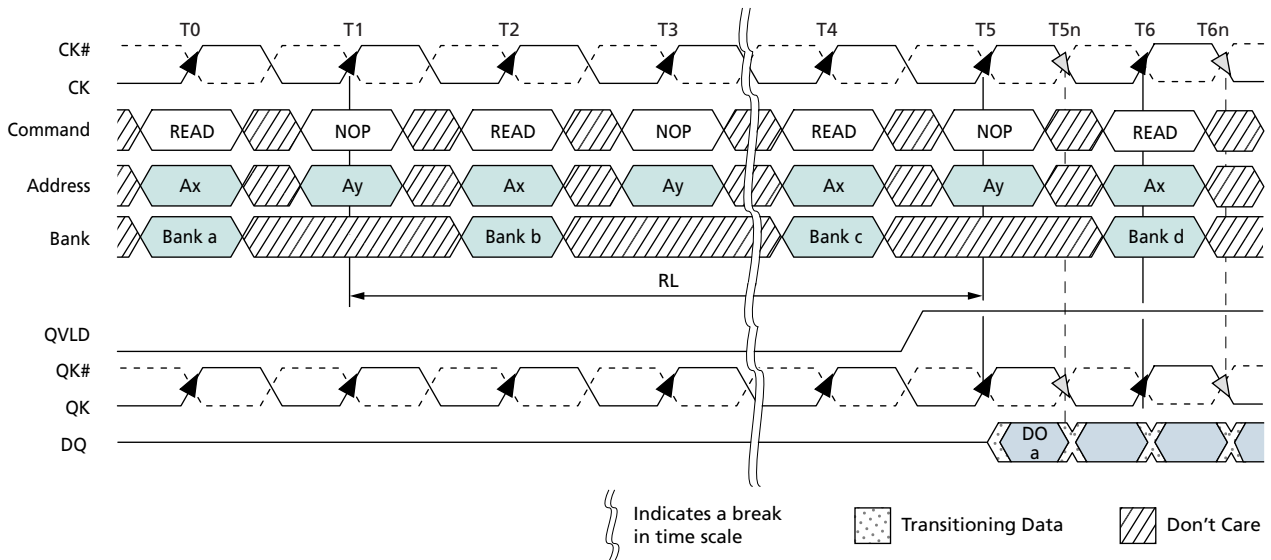 T0 T1 T2 T3 T4 T5 T5n T6 T6n
CK#
CK
Command READ NOP READ NOP READ NOP READ
Address Ax Ay Ax Ay Ax Ay Ax
Bank Bank a Bank b Bank c Bank d
RL
QVLD
QK#
QK
DQ DO
a
Indicates a break
in time scale
Transitioning Data
Don't Care